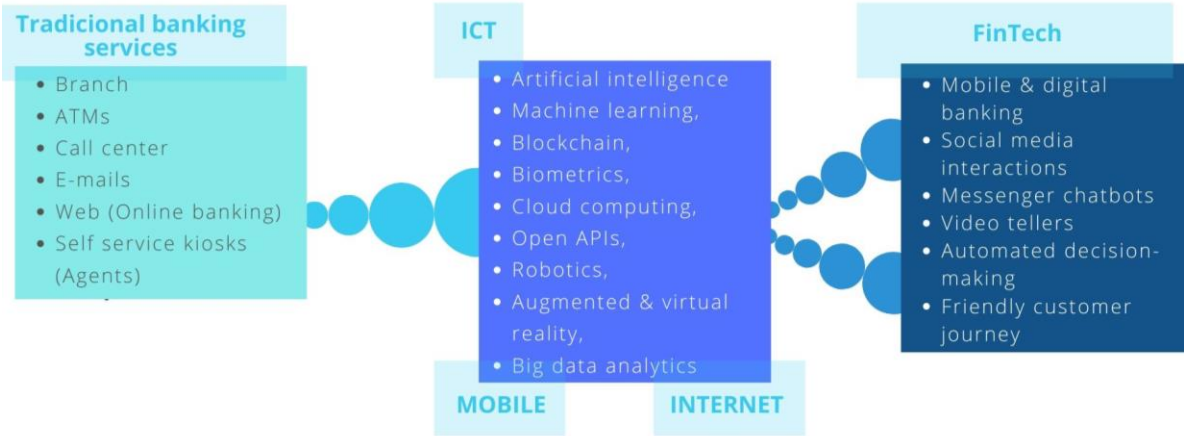 Tradicional banking
services
• Branch
• ATMs
• Call center
• E-mails
• Web (Online banking)
• Self service kiosks
(Agents)
ICT
• Artificial intelligence
• Machine learning,
• Blockchain,
• Biometrics,
• Cloud computing,
• Open APIs,
• Robotics,
• Augmented & virtual
reality,
• Big data analytics
MOBILE
INTERNET
FinTech
• Mobile & digital
banking
• Social media
interactions
• Messenger chatbots
• Video tellers
• Automated decision-
making
• Friendly customer
journey